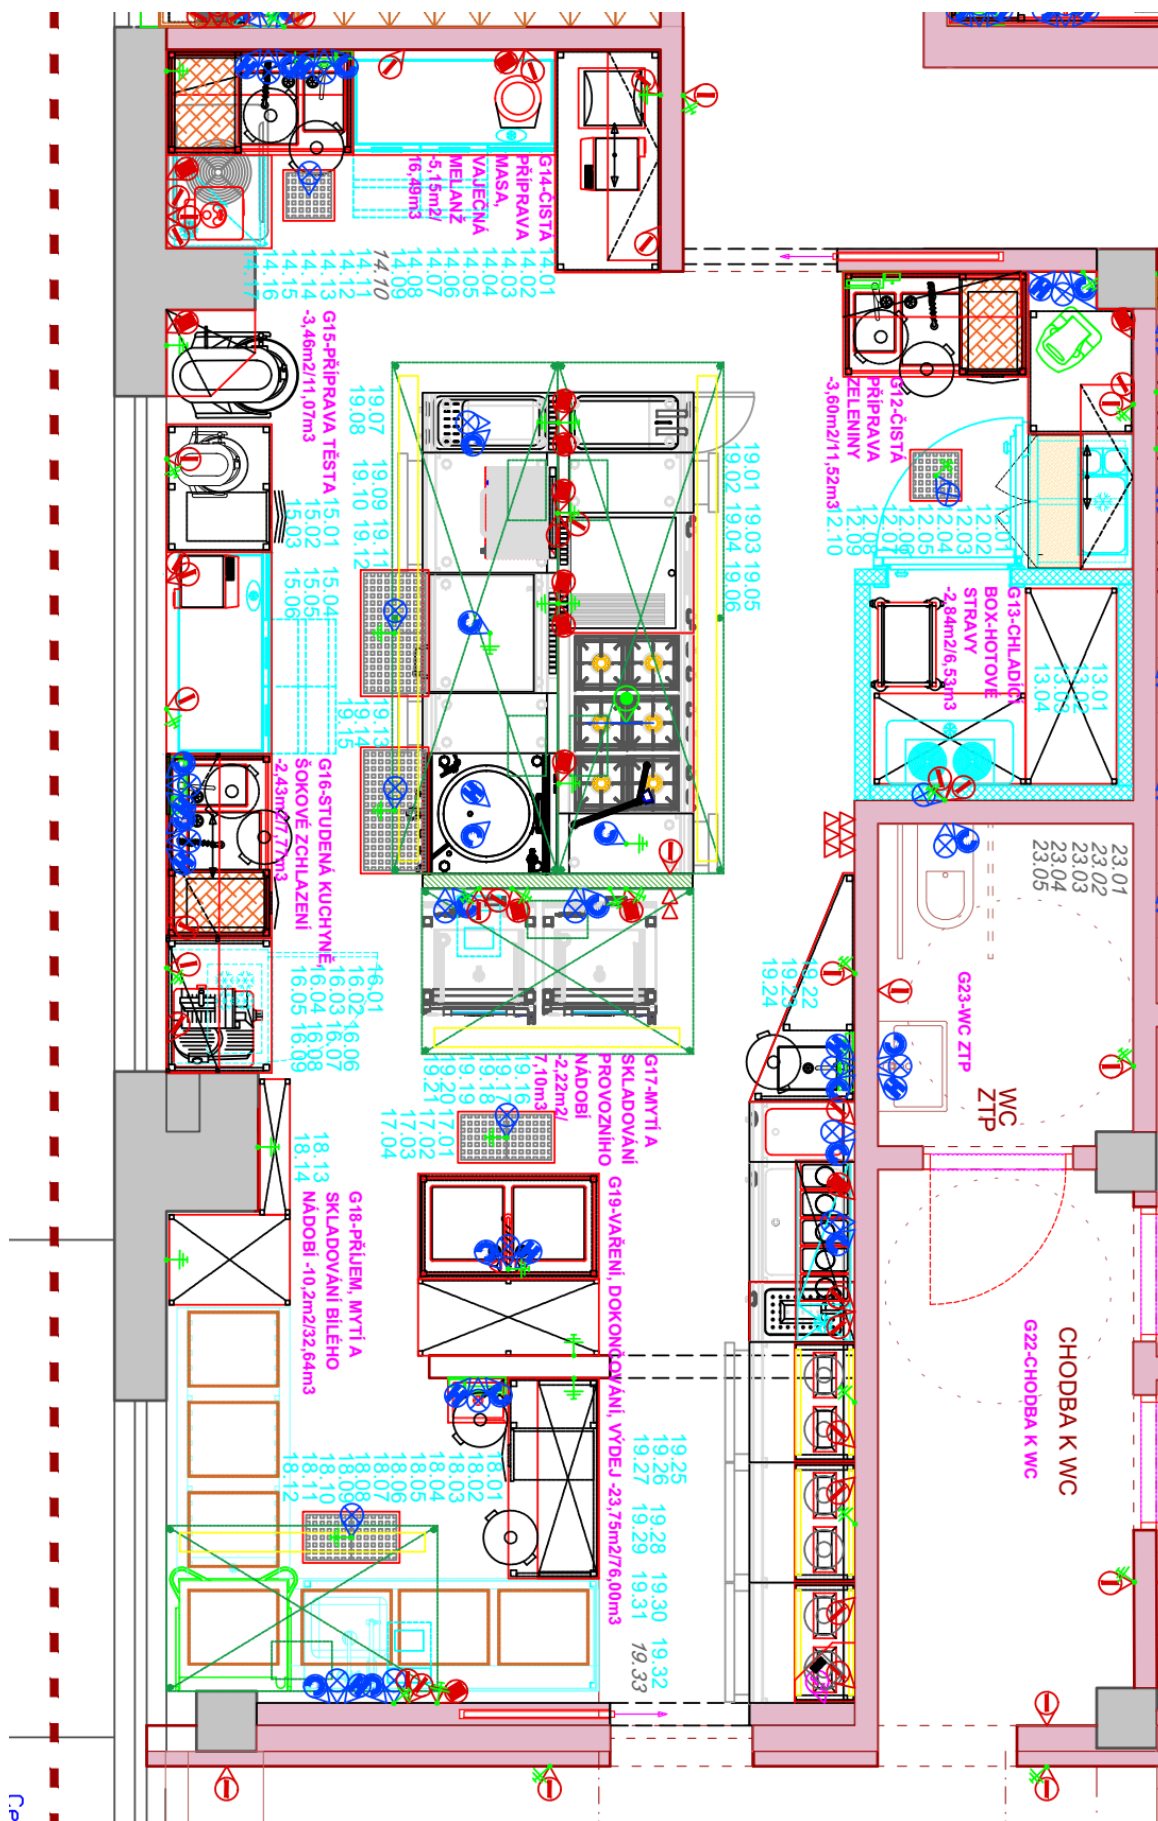 G14-ČISTÁ
PŘÍPRAVA
MASA,
VAJEČNÁ
MELANŽ
-5,15m2/
16,49m3
14.01
14.02
14.03
14.04
14.05
14.06
14.07
14.08
14.09
14.10
14.11
14.12
14.13
14.14
14.15
14.16
14.17
G15-PŘÍPRAVA TĚSTA
-3,46m2/11,07m3
15.01
15.02
15.03
15.04
15.05
15.06
G12-ČISTÁ
PŘÍPRAVA
ZELENINY
-3,60m2/11,52m3
12.01
12.02
12.03
12.04
12.05
12.06
12.07
12.08
12.09
12.10
G13-CHLADÍCÍ
BOX-HOTOVÉ
STRAVY
-2,84m2/6,53m3
13.01
13.02
13.03
13.04
19.01 19.03 19.05
19.02 19.04 19.06
19.07 19.09 19.11 19.13
19.08 19.10 19.12 19.14
19.15
G16-STUDENÁ KUCHYNĚ,
ŠOKOVÉ ZCHLAZENÍ
-2,43m2/7,77m3
16.01
16.02 16.06
16.03 16.07
16.04 16.08
16.05 16.09
G17-MYTÍ A
SKLADOVÁNÍ
PROVOZNÍHO
NÁDOBÍ
-2,22m2/
7,10m3
17.01
17.02
17.03
17.04
19.16
19.17
19.18
19.19
19.20
19.21
19.22
19.23
19.24
23.01
23.02
23.03
23.04
23.05
G23-WC ZTP
WC
ZTP
G18-PŘÍJEM, MYTÍ A
SKLADOVÁNÍ BÍLÉHO
NÁDOBÍ -10,2m2/32,64m3
18.13
18.14
18.01
18.02
18.03
18.04
18.05
18.06
18.07
18.08
18.09
18.10
18.11
18.12
G19-VAŘENÍ, DOKONČOVÁNÍ, VÝDEJ -23,75m2/76,00m3
19.25
19.26 19.28 19.30 19.32
19.27 19.29 19.31 19.33
CHODBA K WC
G22-CHODBA K WC